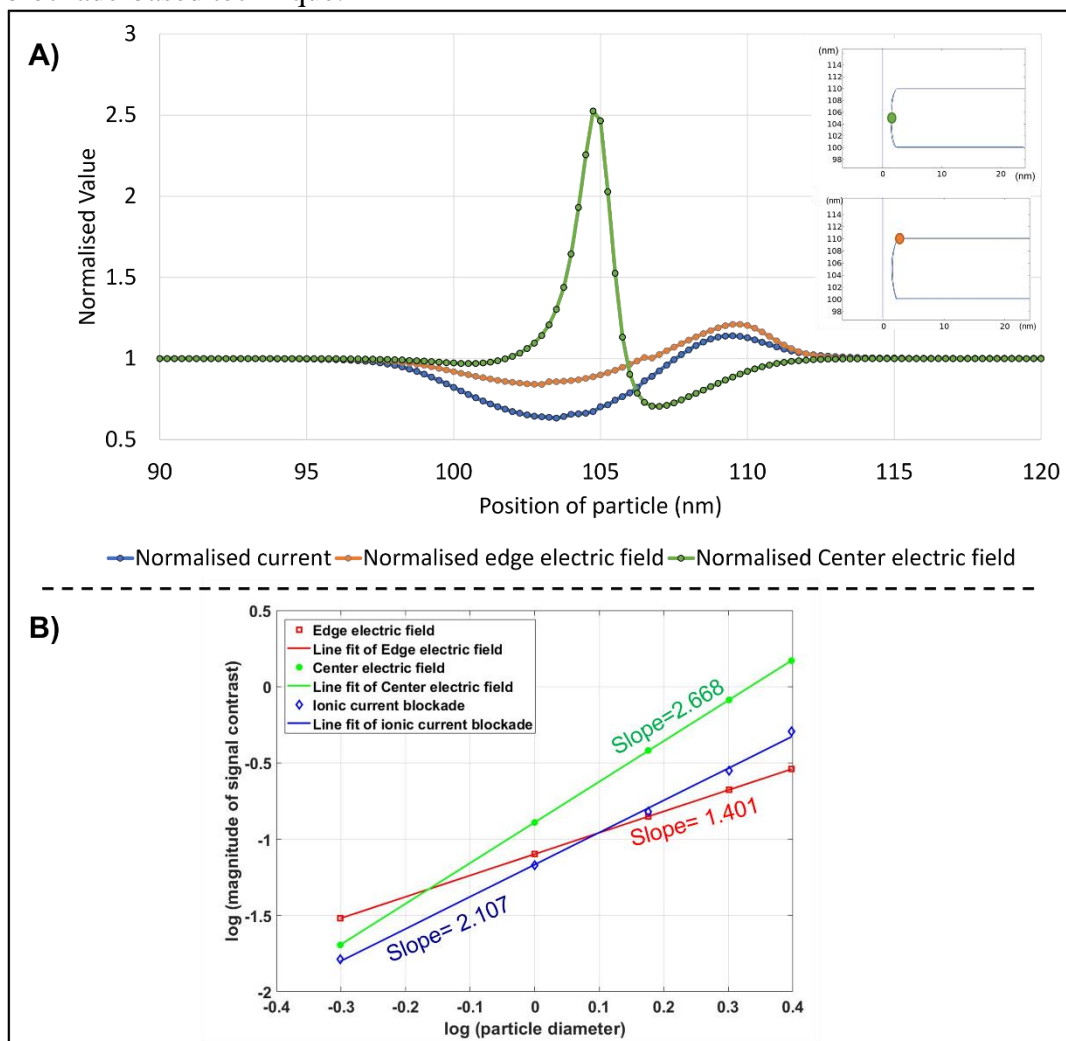 A)
3
2.5
2
1.5
1
0.5
Normalised Value
90 95 100 105 110 115 120
Position of particle (nm)
(nm)
114
112
110
108
106
104
102
100
98
0 10 20 (nm)
(nm)
114
112
110
108
106
104
102
100
98
0 10 20 (nm)
Normalised current Normalised edge electric field Normalised Center electric field
B)
0.5
0
-0.5
-1
-1.5
-2
log (magnitude of signal contrast)
Edge electric field
Line fit of Edge electric field
Center electric field
Line fit of Center electric field
Ionic current blockade
Line fit of ionic current blockade
Slope=2.668
Slope= 1.401
Slope= 2.107
-0.4 -0.3 -0.2 -0.1 0 0.1 0.2 0.3 0.4
log (particle diameter)